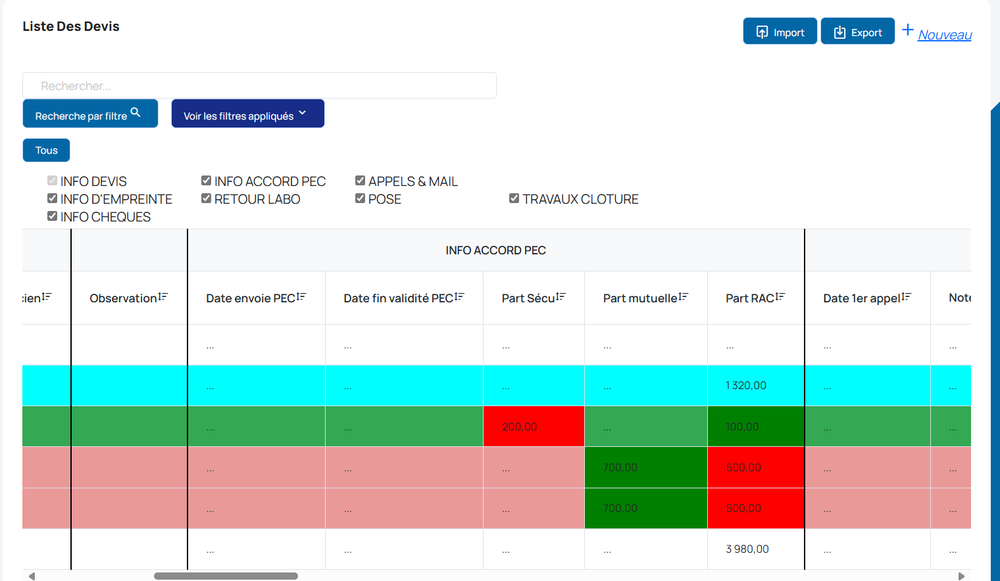 Liste Des Devis
Import Export + Nouveau
Rechercher...
Recherche par filtre Voir les filtres appliqués
Tous
INFO DEVIS INFO ACCORD PEC APPELS & MAIL
INFO D'EMPREINTE RETOUR LABO POSE TRAVAUX CLOTURE
INFO CHEQUES
INFO ACCORD PEC
cien Observation Date envoie PEC Date fin validité PEC Part Sécu Part mutuelle Part RAC Date 1er appel Note
... ... ... ... ... ... ...
... ... ... ... 1 320,00 ... ...
... ... 200,00 ... 100,00 ... ...
... ... ... 700,00 500,00 ... ...
... ... ... 700,00 500,00 ... ...
... ... ... ... 3 980,00 ... ...